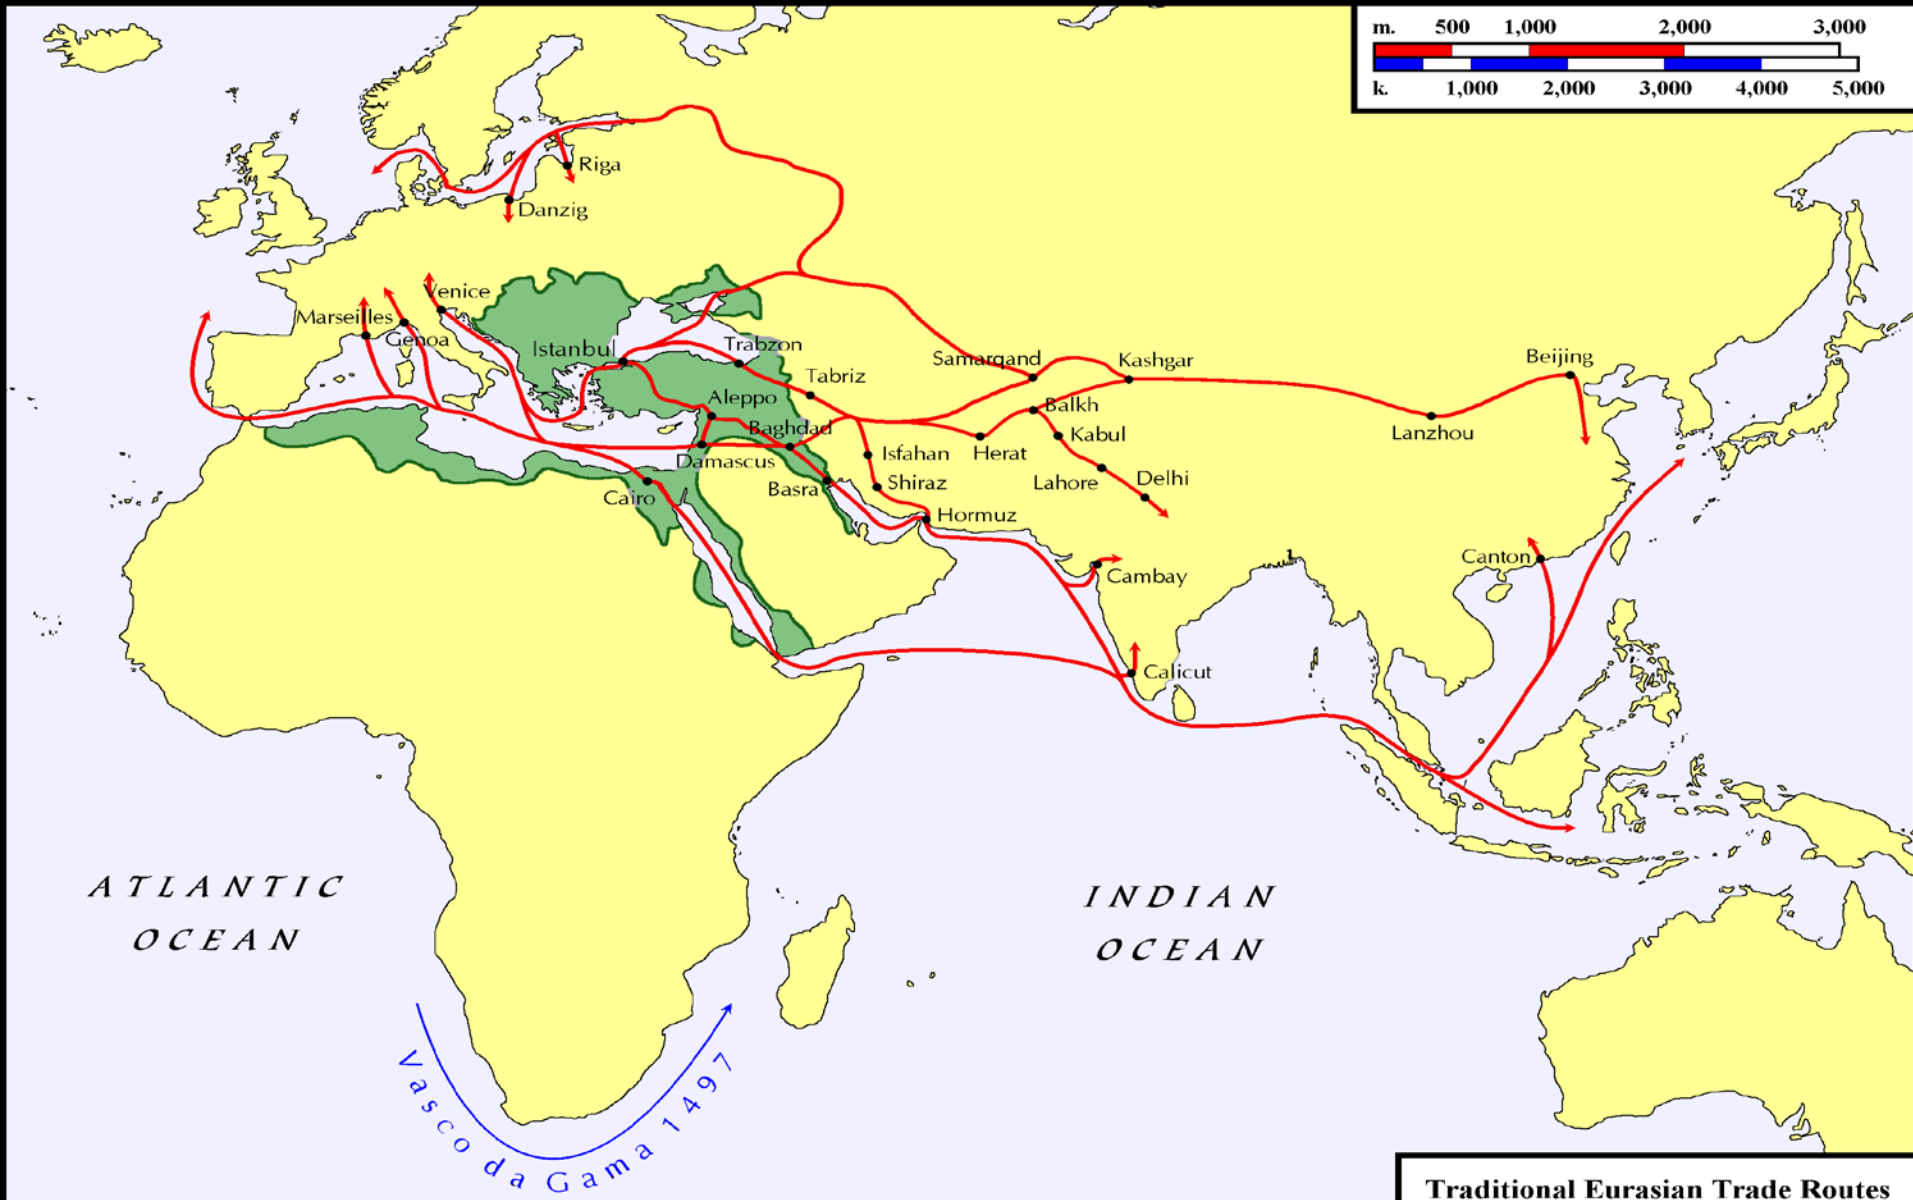 m. 500 1,000 2,000 3,000
k. 1,000 2,000 3,000 4,000 5,000
Riga
Danzig
Venice
Marseilles
Genoa
Istanbul
Trabzon
Tabriz
Samarqand
Kashgar
Beijing
Aleppo
Balkh
Baghdad
Kabul
Lanzhou
Isfahan
Herat
Damascus
Shiraz
Lahore
Delhi
Basra
Cairo
Hormuz
Canton
Cambay
Calicut
ATLANTIC
OCEAN
INDIAN
OCEAN
Vasco da Gama 1497
Traditional Eurasian Trade Routes